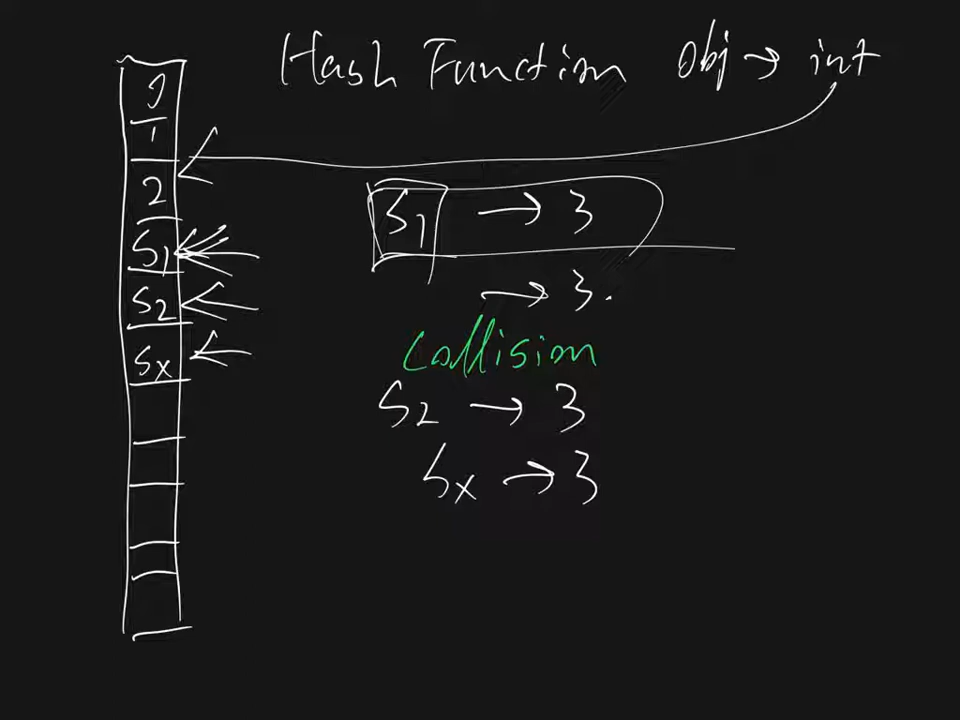 Hash Function obj → int
0
1
2
S1
S2
Sx
S1 → 3
→ 3.
Collision
S2 → 3
Sx → 3